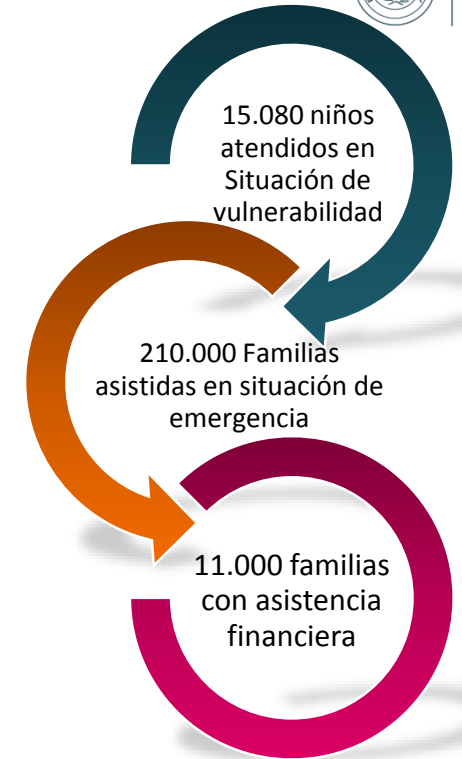 15.080 niños
atendidos en
Situación de
vulnerabilidad
210.000 Familias
asistidas en situación de
emergencia
11.000 familias
con asistencia
financiera